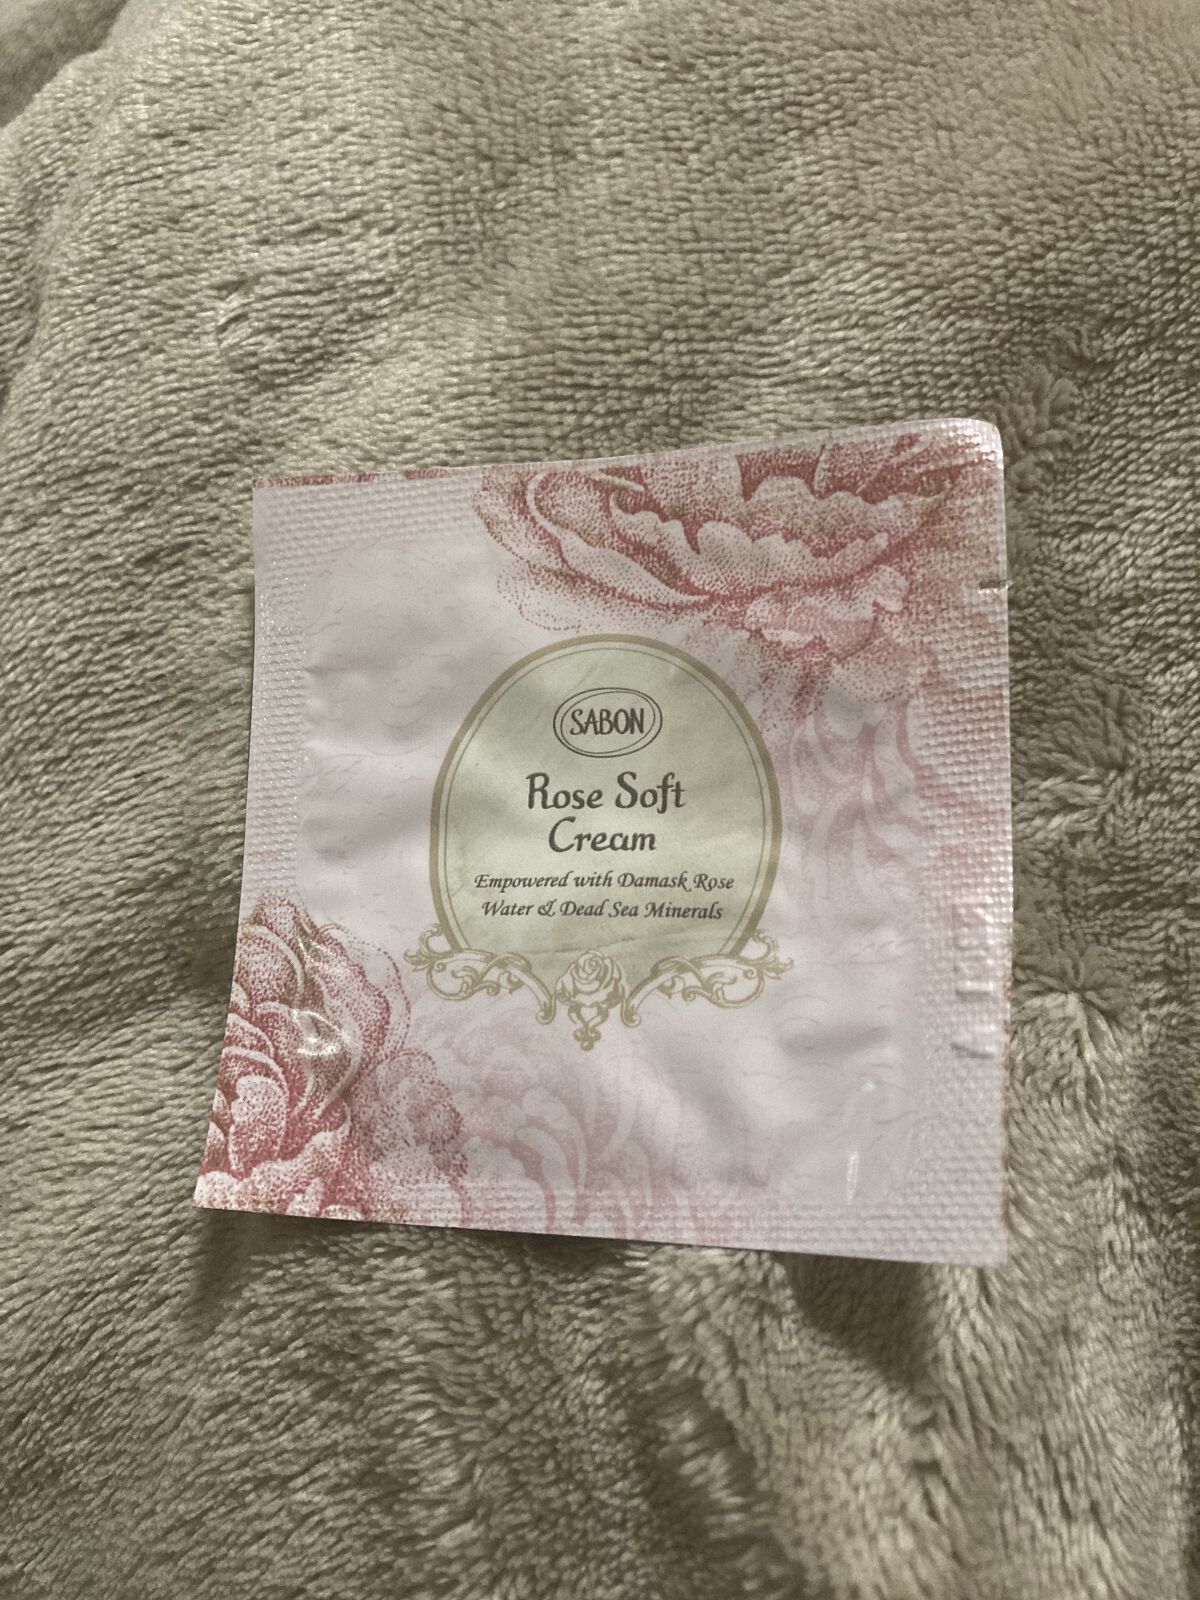 SABON
Rose Soft
Cream
Empowered with Damask Rose
Water & Dead Sea Minerals